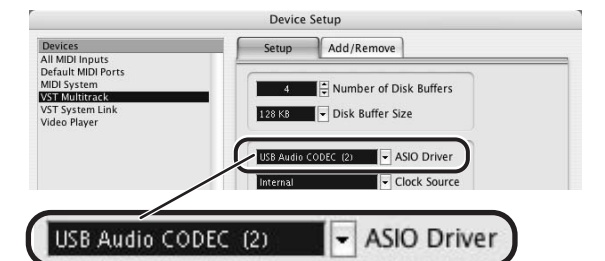 Device Setup
Devices
All MIDI Inputs
Default MIDI Ports
MIDI System
VST Multitrack
VST System Link
Video Player
Setup
Add/Remove
4 Number of Disk Buffers
128 KB Disk Buffer Size
USB Audio CODEC (2) ASIO Driver
Internal Clock Source
USB Audio CODEC (2) ASIO Driver